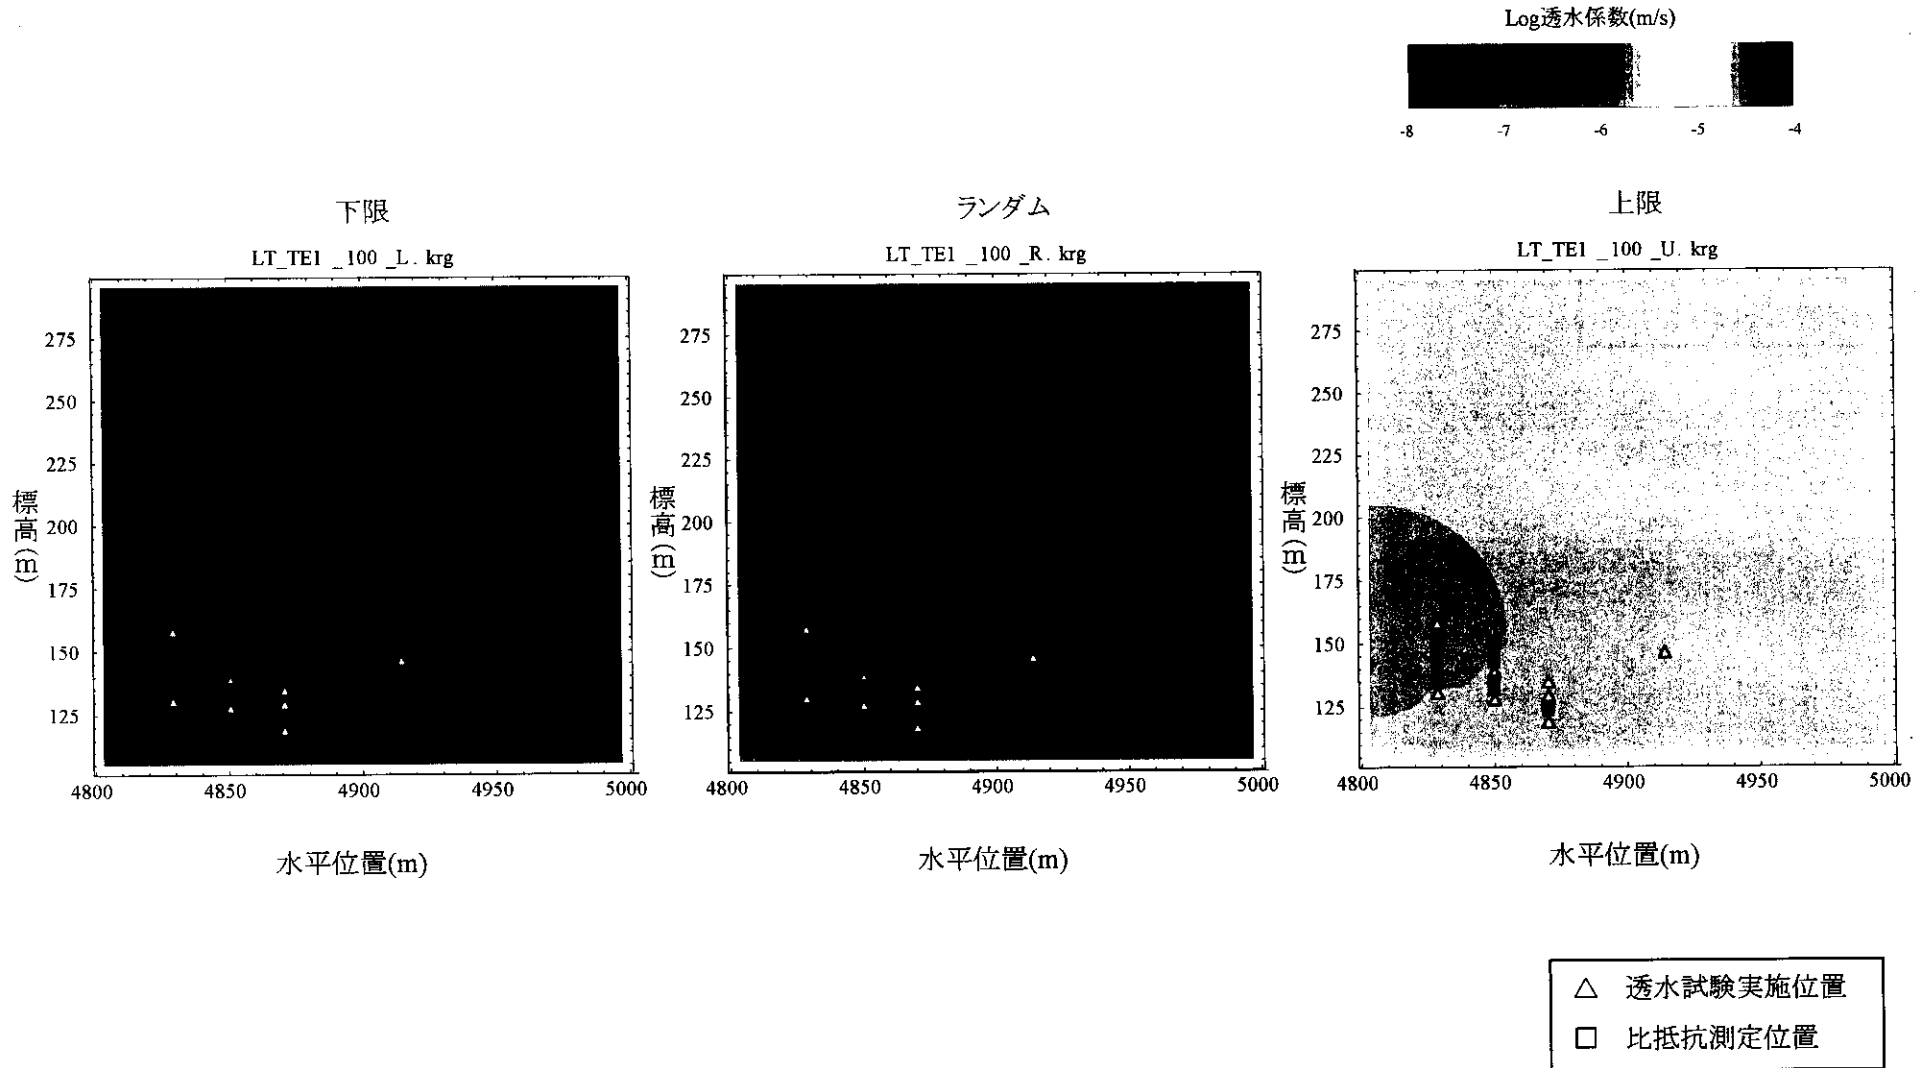 Log透水係数(m/s)
-8 -7 -6 -5 -4
下限
LT_TE1 _100 _L. krg
275
250
225
200
175
150
125
標高(m)
4800 4850 4900 4950 5000
水平位置(m)
ランダム
LT_TE1 _100 _R. krg
275
250
225
200
175
150
125
標高(m)
4800 4850 4900 4950 5000
水平位置(m)
上限
LT_TE1 _100 _U. krg
275
250
225
200
175
150
125
標高(m)
4800 4850 4900 4950 5000
水平位置(m)
△ 透水試験実施位置
□ 比抵抗測定位置